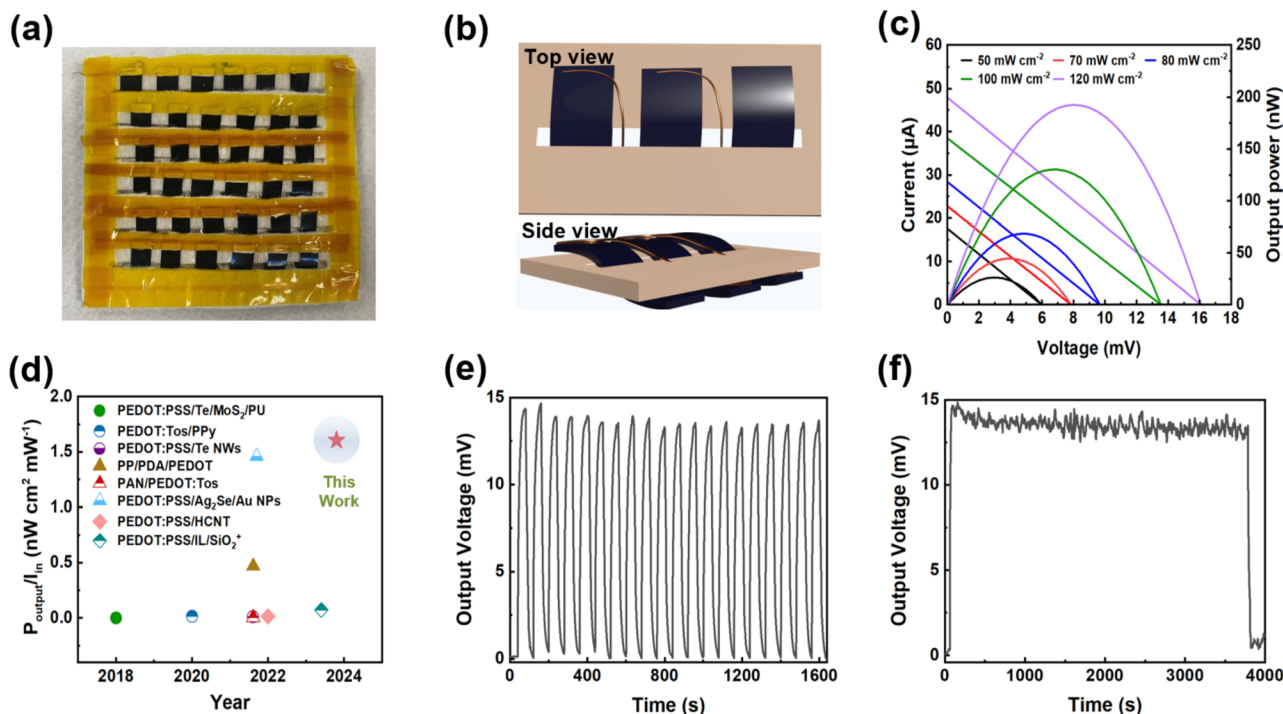 (a)
(b)
Top view
Side view
(c)
50 mW cm⁻² 70 mW cm⁻² 80 mW cm⁻²
100 mW cm⁻² 120 mW cm⁻²
Current (μA)
60
50
40
30
20
10
0
0 2 4 6 8 10 12 14 16 18
Voltage (mV)
250
200
150
100
50
0
Output power (nW)
(d)
P_output/I_in (nW cm² mW⁻¹)
2.0
1.5
1.0
0.5
0.0
PEDOT:PSS/Te/MoS₂/PU
PEDOT:Tos/PPy
PEDOT:PSS/Te NWs
PP/PDA/PEDOT
PAN/PEDOT:Tos
PEDOT:PSS/Ag₂Se/Au NPs
PEDOT:PSS/HCNT
PEDOT:PSS/IL/SiO₂⁺
This
Work
2018 2020 2022 2024
Year
(e)
Output Voltage (mV)
15
10
5
0
0 400 800 1200 1600
Time (s)
(f)
Output Voltage (mV)
15
10
5
0
0 1000 2000 3000 4000
Time (s)